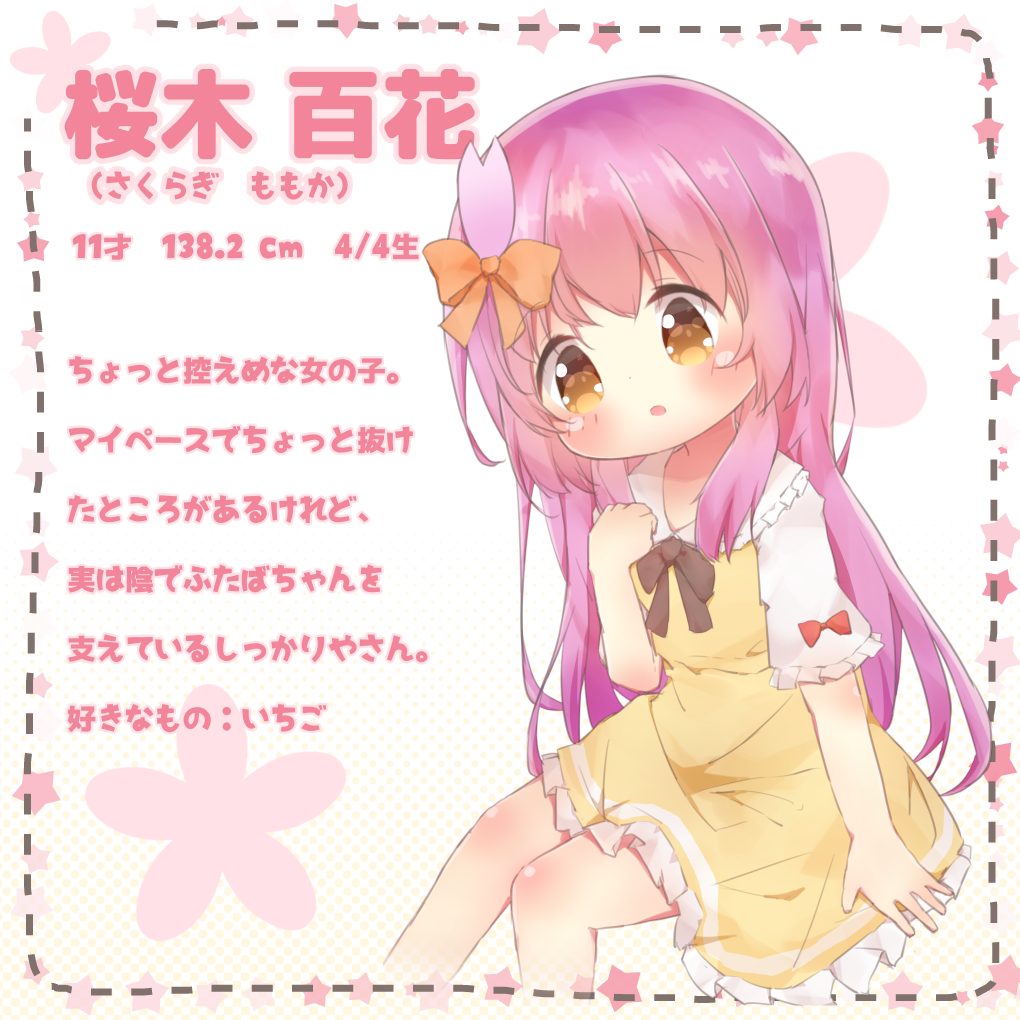 桜木 百花
(さくらぎ ももか)
11才 138.2 cm 4/4生
ちょっと控えめな女の子。
マイペースでちょっと抜け
たところがあるけれど、
実は陰でふたばちゃんを
支えているしっかりやさん。
好きなもの：いちご